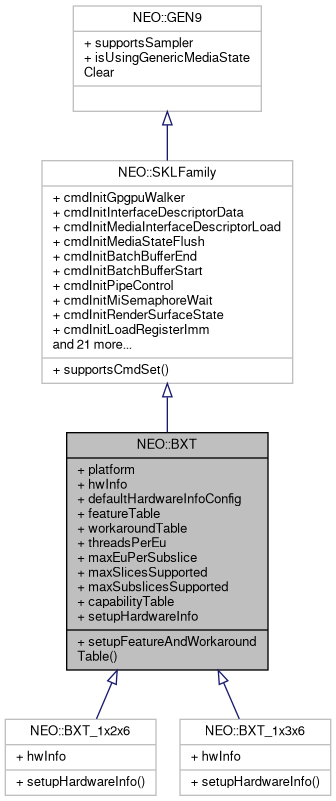 NEO::GEN9
+ supportsSampler
+ isUsingGenericMediaState
Clear
NEO::SKLFamily
+ cmdInitGpgpuWalker
+ cmdInitInterfaceDescriptorData
+ cmdInitMediaInterfaceDescriptorLoad
+ cmdInitMediaStateFlush
+ cmdInitBatchBufferEnd
+ cmdInitBatchBufferStart
+ cmdInitPipeControl
+ cmdInitMiSemaphoreWait
+ cmdInitRenderSurfaceState
+ cmdInitLoadRegisterImm
and 21 more...
+ supportsCmdSet()
NEO::BXT
+ platform
+ hwInfo
+ defaultHardwareInfoConfig
+ featureTable
+ workaroundTable
+ threadsPerEu
+ maxEuPerSubslice
+ maxSlicesSupported
+ maxSubslicesSupported
+ capabilityTable
+ setupHardwareInfo
+ setupFeatureAndWorkaround
Table()
NEO::BXT_1x2x6
+ hwInfo
+ setupHardwareInfo()
NEO::BXT_1x3x6
+ hwInfo
+ setupHardwareInfo()